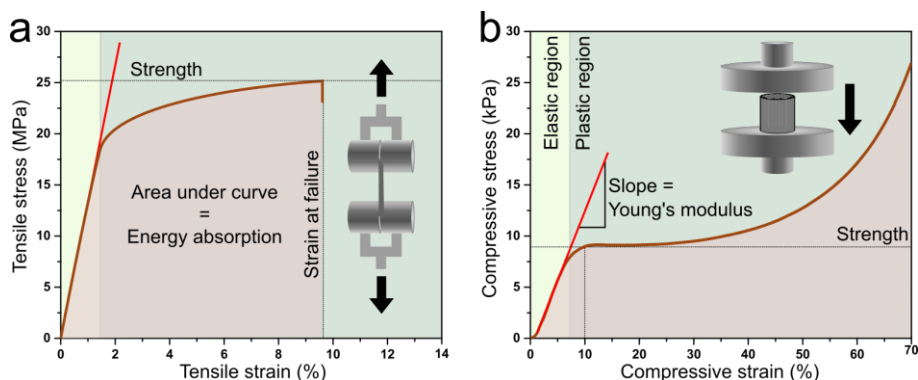 a
30
25
20
15
10
5
0
Tensile stress (MPa)
Strength
Area under curve
=
Energy absorption
Strain at failure
0 2 4 6 8 10 12 14
Tensile strain (%)
b
30
25
20
15
10
5
0
Compressive stress (kPa)
Elastic region
Plastic region
Slope =
Young's modulus
Strength
0 10 20 30 40 50 60 70
Compressive strain (%)